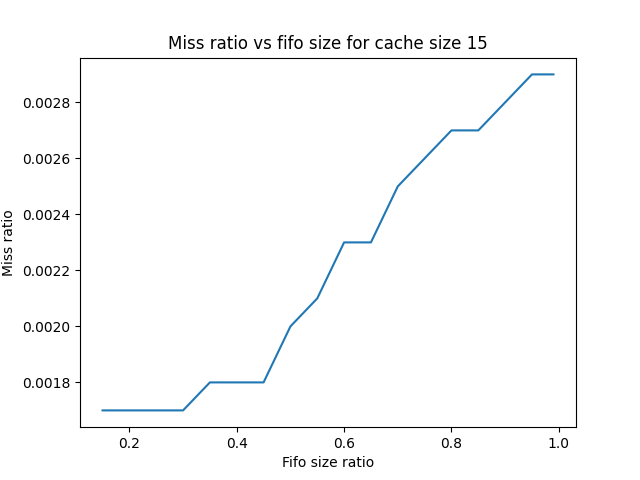 Miss ratio vs fifo size for cache size 15
0.0028
0.0026
0.0024
0.0022
0.0020
0.0018
Miss ratio
0.2 0.4 0.6 0.8 1.0
Fifo size ratio